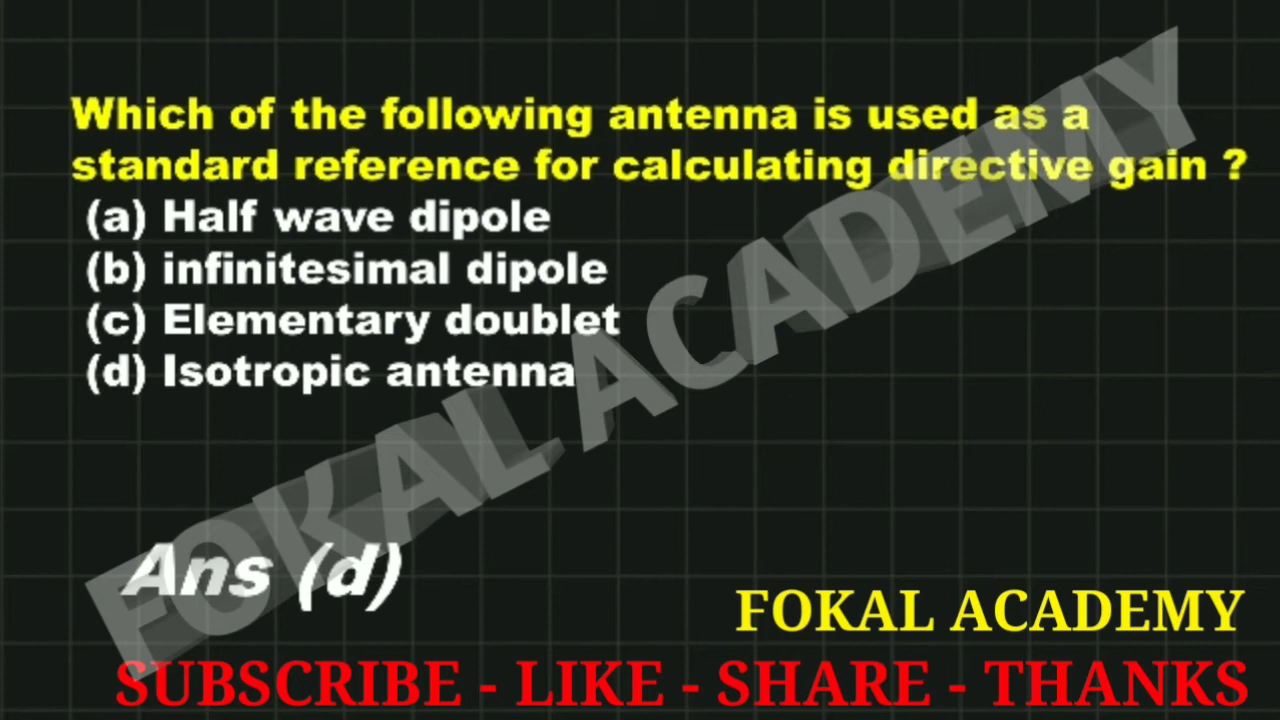 Which of the following antenna is used as a
standard reference for calculating directive gain ?
(a) Half wave dipole
(b) infinitesimal dipole
(c) Elementary doublet
(d) Isotropic antenna
FOKAL ACADEMY
Ans (d)
FOKAL ACADEMY
SUBSCRIBE - LIKE - SHARE - THANKS